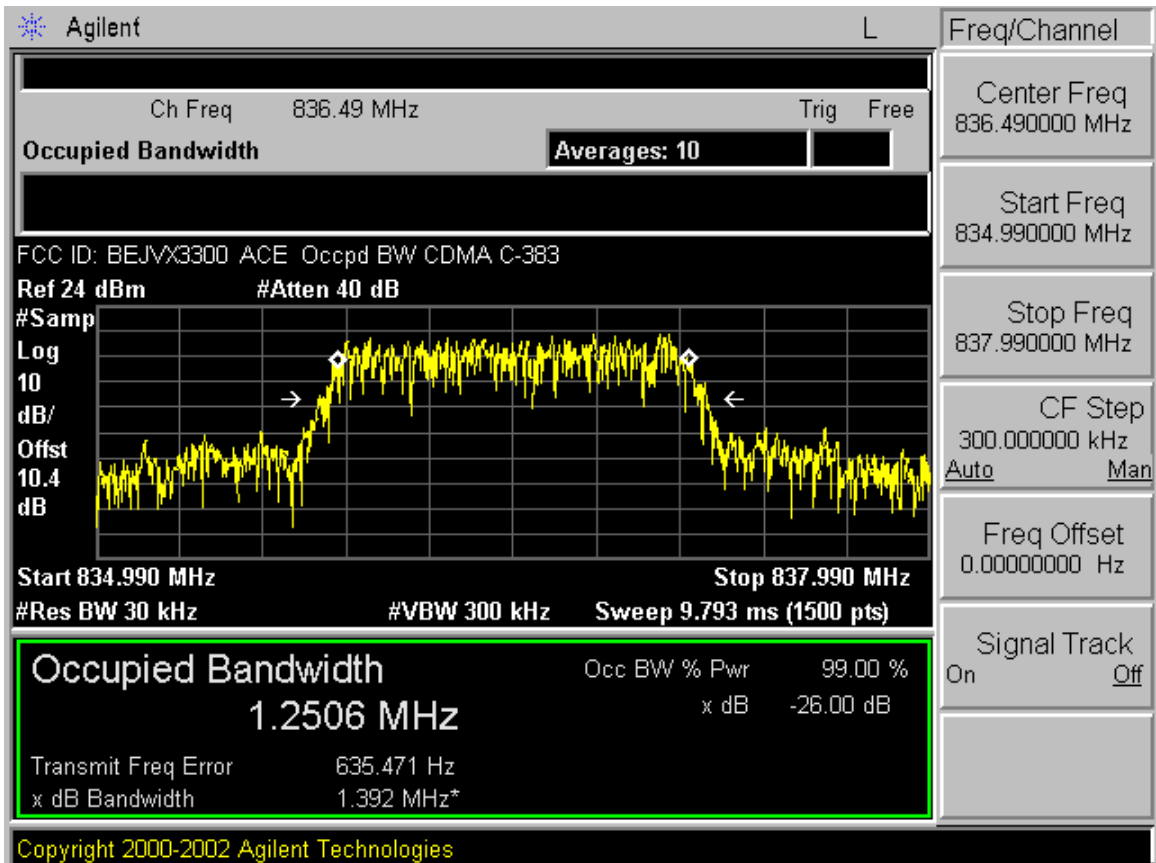 Agilent L
Ch Freq 836.49 MHz Trig Free
Occupied Bandwidth Averages: 10
FCC ID: BEJVX3300 ACE Occpd BW CDMA C-383
Ref 24 dBm #Atten 40 dB
#Samp
Log
10
dB/
Offst
10.4
dB
Start 834.990 MHz Stop 837.990 MHz
#Res BW 30 kHz #VBW 300 kHz Sweep 9.793 ms (1500 pts)
Occupied Bandwidth Occ BW % Pwr 99.00 %
1.2506 MHz x dB -26.00 dB
Transmit Freq Error 635.471 Hz
x dB Bandwidth 1.392 MHz*
Copyright 2000-2002 Agilent Technologies
Freq/Channel
Center Freq
836.490000 MHz
Start Freq
834.990000 MHz
Stop Freq
837.990000 MHz
CF Step
300.000000 kHz
Auto Man
Freq Offset
0.00000000 Hz
Signal Track
On Off